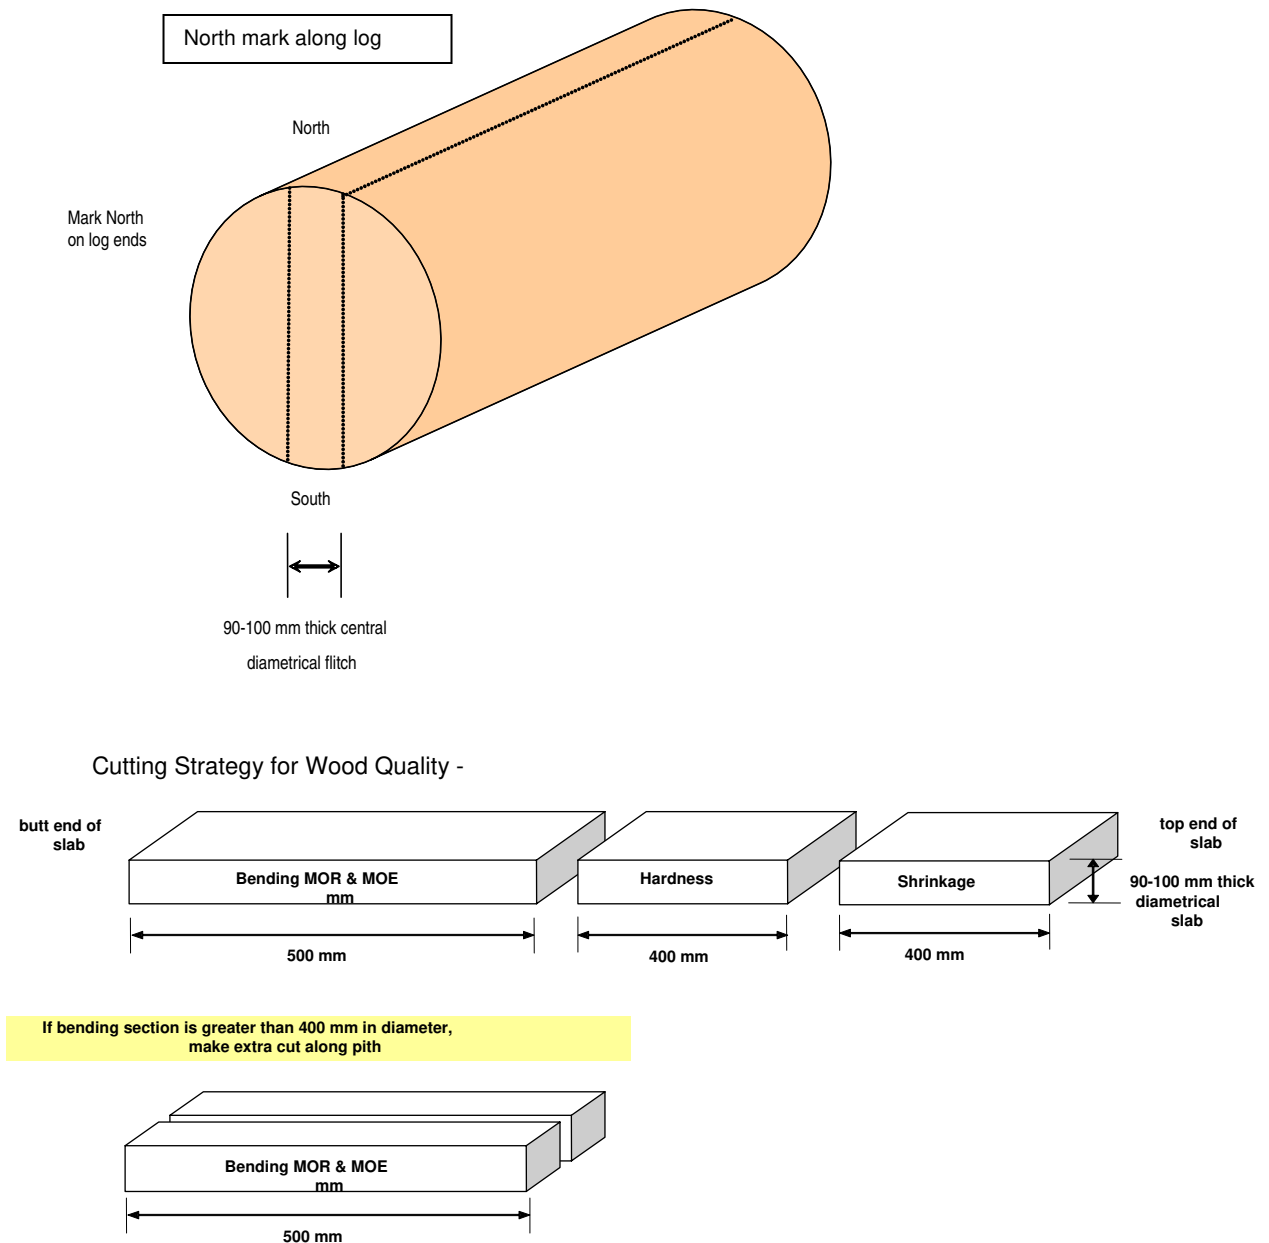 North mark along log
North
Mark North
on log ends
South
90-100 mm thick central
diametrical flitch
Cutting Strategy for Wood Quality -
butt end of
slab
Bending MOR & MOE
mm
Hardness
Shrinkage
top end of
slab
90-100 mm thick
diametrical
slab
500 mm
400 mm
400 mm
If bending section is greater than 400 mm in diameter,
make extra cut along pith
Bending MOR & MOE
mm
500 mm